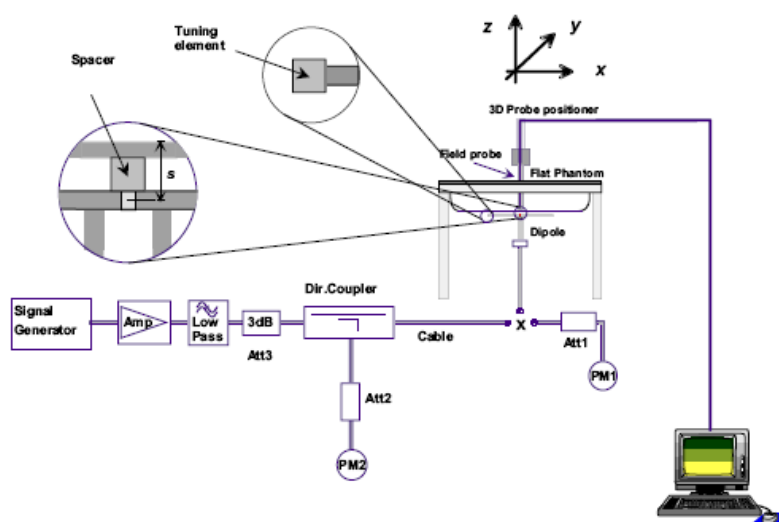 Tuning
element
Spacer
s
z
y
x
3D Probe positioner
Field probe
Flat Phantom
Dipole
Dir.Coupler
Signal
Generator
Amp
Low
Pass
3dB
Att3
Cable
X
Att1
PM1
Att2
PM2